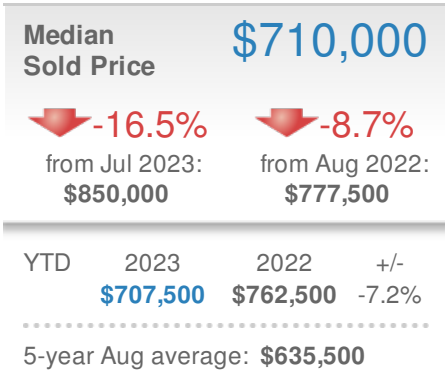 Median $710,000
Sold Price
-16.5% -8.7%
from Jul 2023: from Aug 2022:
$850,000 $777,500
YTD 2023 2022 +/-
$707,500 $762,500 -7.2%
5-year Aug average: $635,500